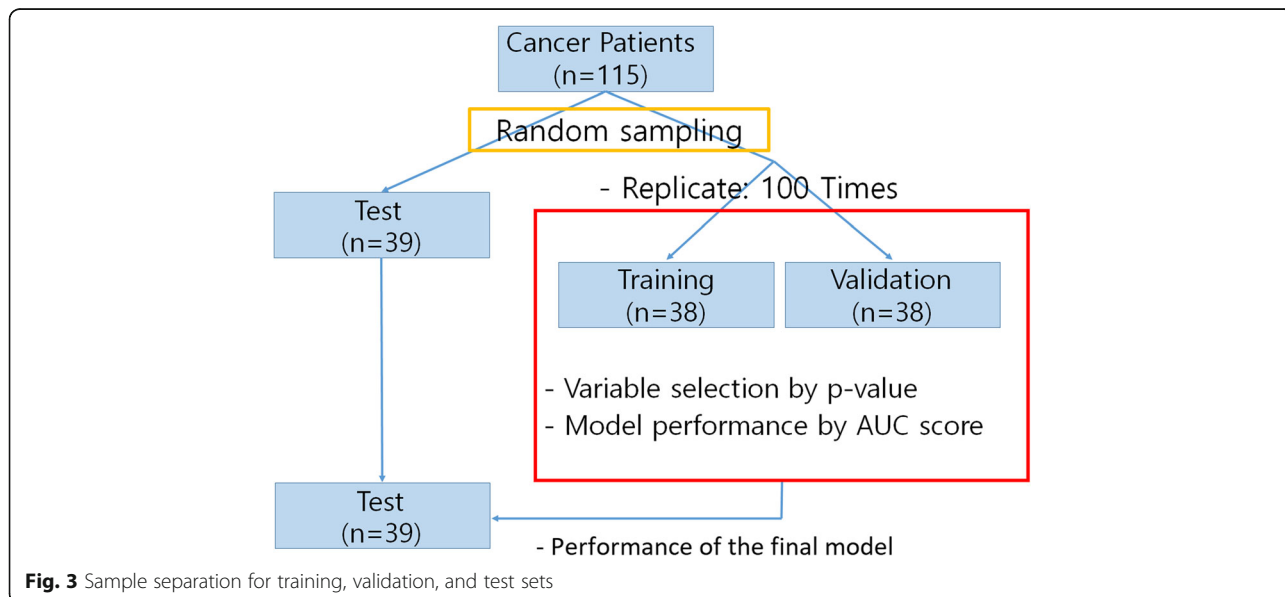 Cancer Patients
(n=115)
Random sampling
- Replicate: 100 Times
Test
(n=39)
Training
(n=38)
Validation
(n=38)
- Variable selection by p-value
- Model performance by AUC score
Test
(n=39)
- Performance of the final model
Fig. 3 Sample separation for training, validation, and test sets